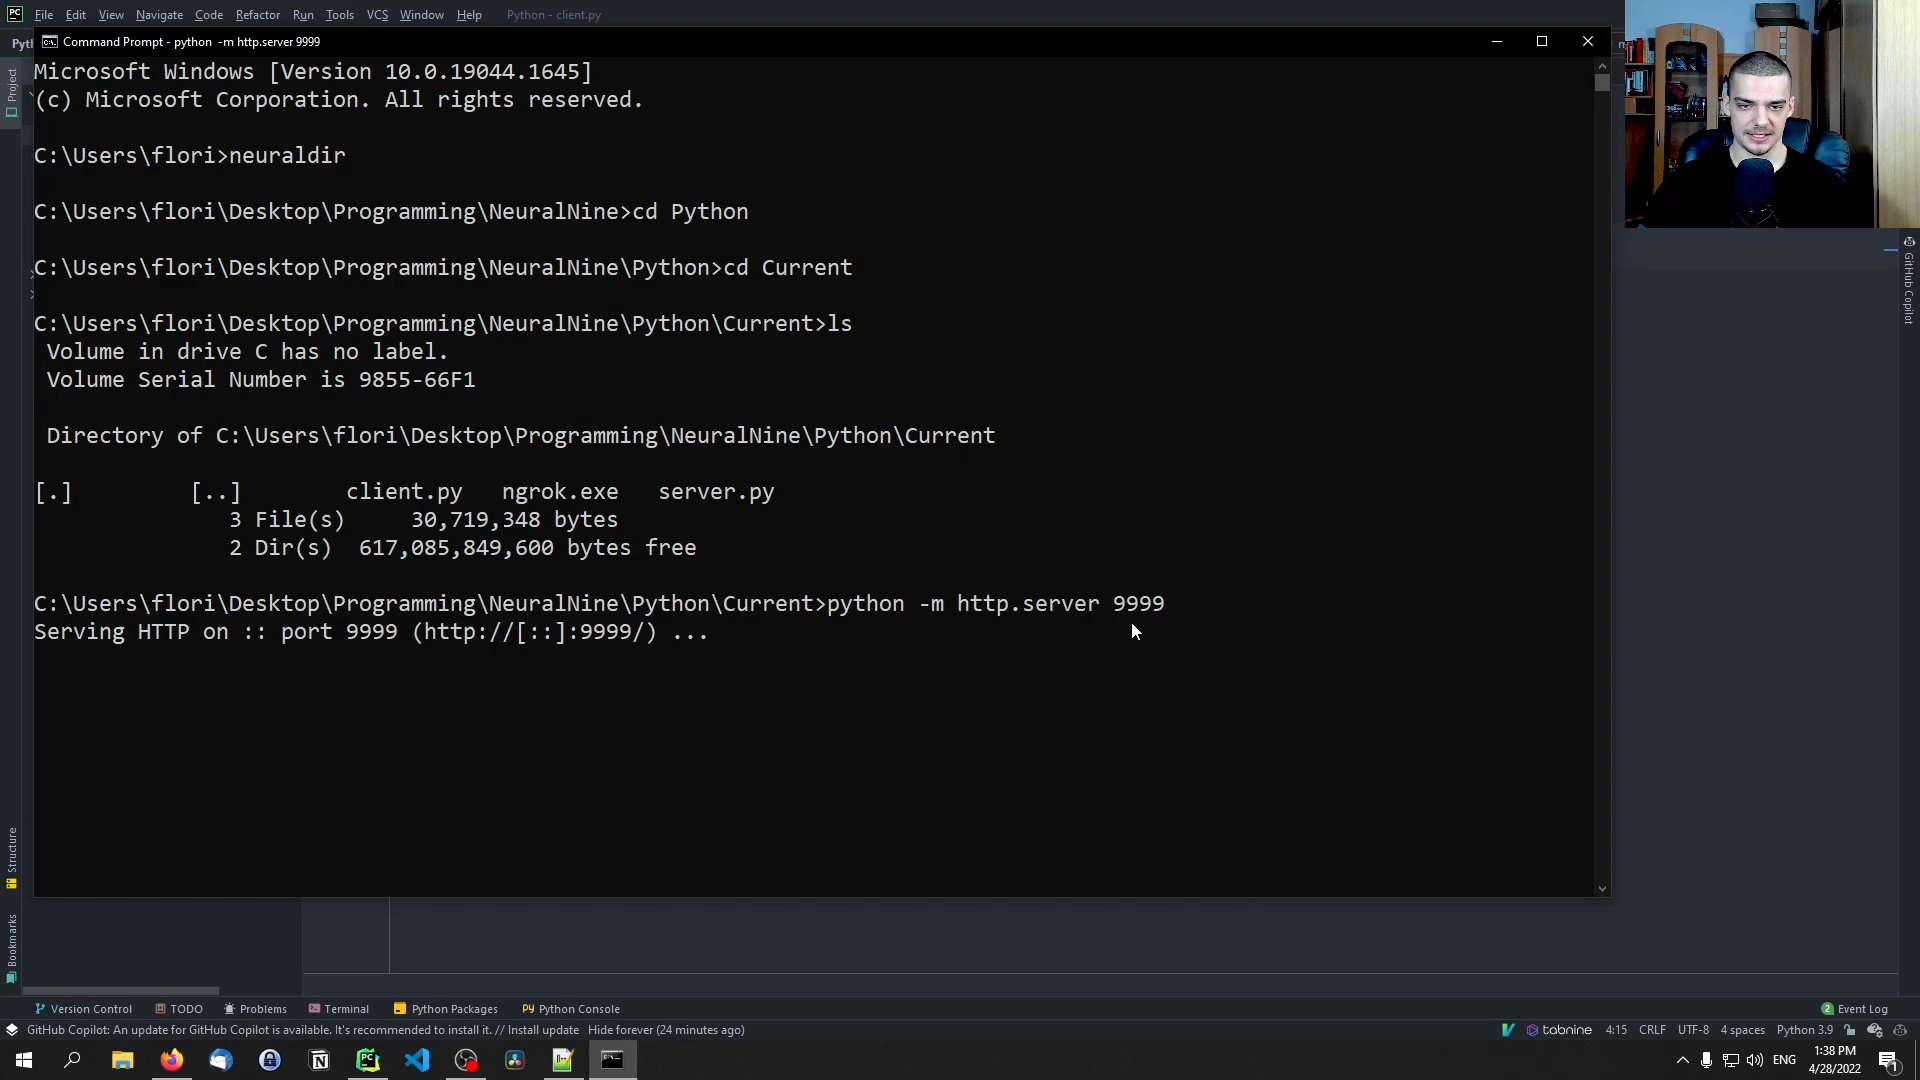 PC File Edit View Navigate Code Refactor Run Tools VCS Window Help Python - client.py
Command Prompt - python -m http.server 9999
Project
Microsoft Windows [Version 10.0.19044.1645]
(c) Microsoft Corporation. All rights reserved.
C:\Users\flori>neuraldir
C:\Users\flori\Desktop\Programming\NeuralNine>cd Python
C:\Users\flori\Desktop\Programming\NeuralNine\Python>cd Current
C:\Users\flori\Desktop\Programming\NeuralNine\Python\Current>ls
Volume in drive C has no label.
Volume Serial Number is 9855-66F1
Directory of C:\Users\flori\Desktop\Programming\NeuralNine\Python\Current
[.] [..] client.py ngrok.exe server.py
3 File(s) 30,719,348 bytes
2 Dir(s) 617,085,849,600 bytes free
C:\Users\flori\Desktop\Programming\NeuralNine\Python\Current>python -m http.server 9999
Serving HTTP on :: port 9999 (http://[::]:9999/) ...
GitHub Copilot
Structure
Bookmarks
Version Control TODO Problems Terminal Python Packages Python Console 2 Event Log
GitHub Copilot: An update for GitHub Copilot is available. It's recommended to install it. // Install update Hide forever (24 minutes ago) tabnine 4:15 CRLF UTF-8 4 spaces Python 3.9
ENG 1:38 PM
4/28/2022 1